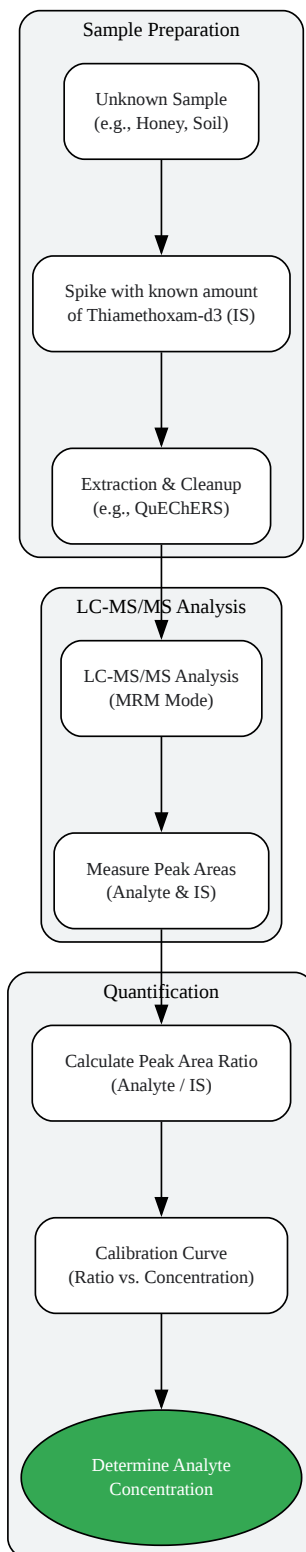 Sample Preparation
Unknown Sample
(e.g., Honey, Soil)
Spike with known amount
of Thiamethoxam-d3 (IS)
Extraction & Cleanup
(e.g., QuEChERS)
LC-MS/MS Analysis
LC-MS/MS Analysis
(MRM Mode)
Measure Peak Areas
(Analyte & IS)
Quantification
Calculate Peak Area Ratio
(Analyte / IS)
Calibration Curve
(Ratio vs. Concentration)
Determine Analyte
Concentration